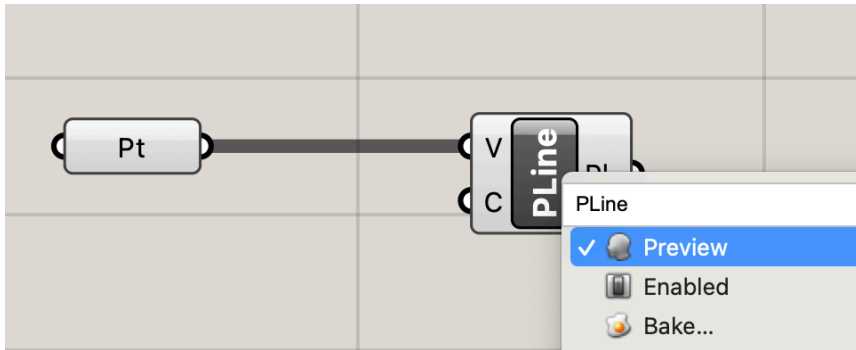 Pt
V
C
PLine
PLine
Preview
Enabled
Bake...